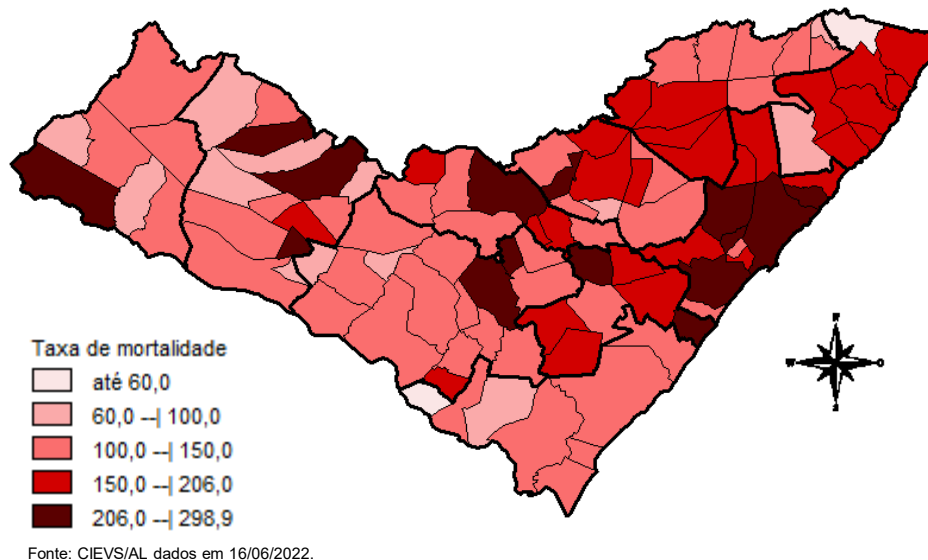 Taxa de mortalidade
até 60,0
60,0 --| 100,0
100,0 --| 150,0
150,0 --| 206,0
206,0 --| 298,9
Fonte: CIEVS/AL dados em 16/06/2022.